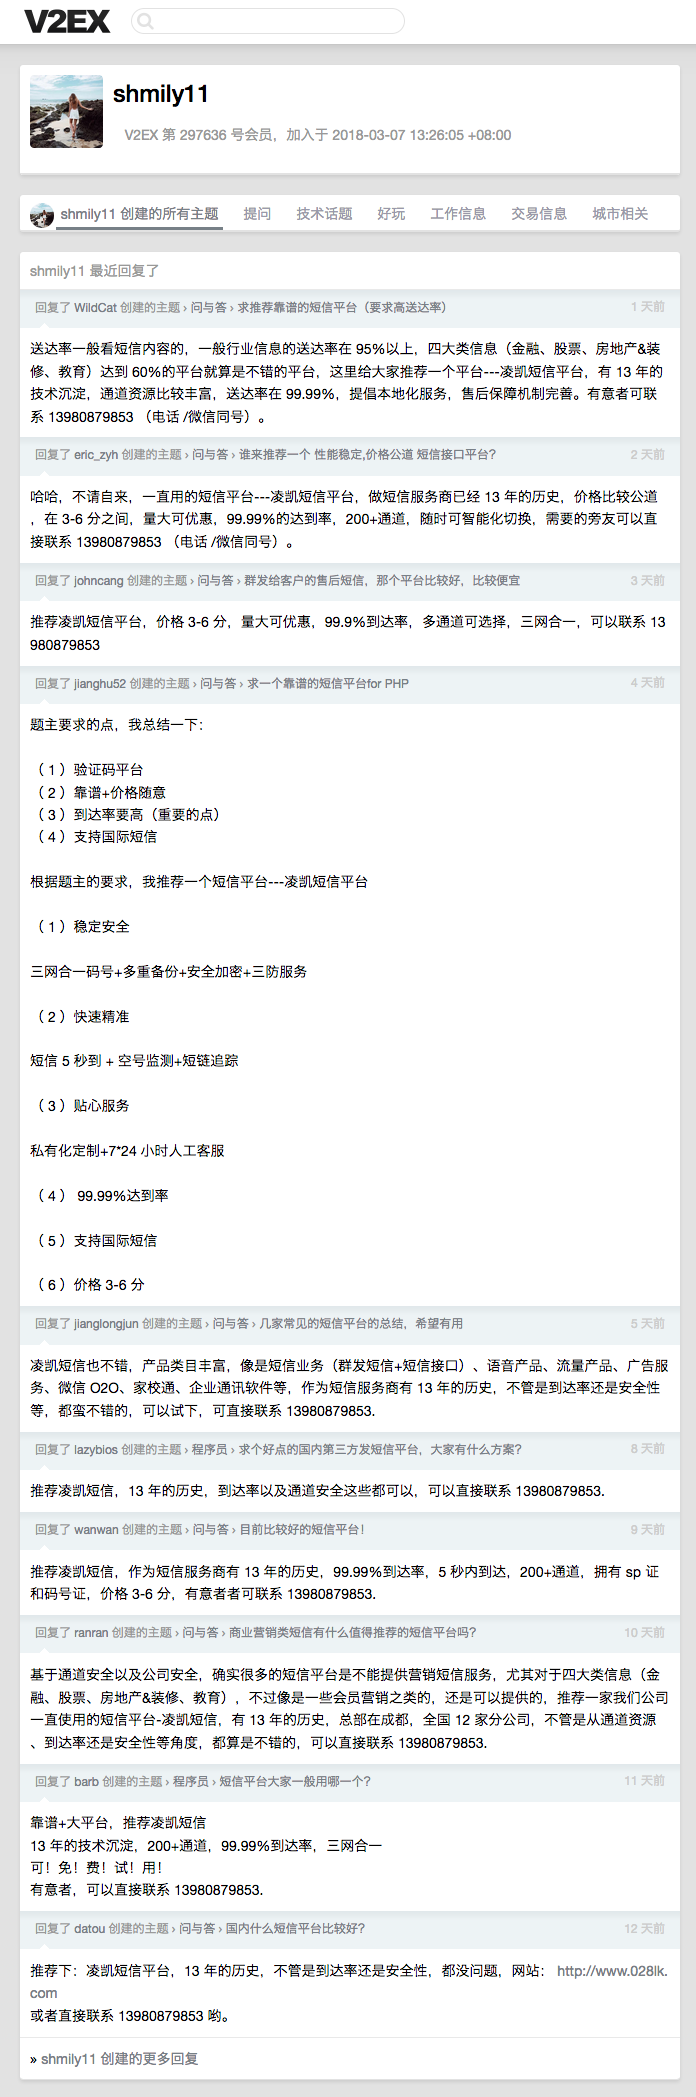 V2EX
shmily11
V2EX 第 297636 号会员，加入于 2018-03-07 13:26:05 +08:00
shmily11 创建的所有主题 提问 技术话题 好玩 工作信息 交易信息 城市相关
shmily11 最近回复了
回复了 WildCat 创建的主题 › 问与答 › 求推荐靠谱的短信平台（要求高送达率） 1 天前
送达率一般看短信内容的，一般行业信息的送达率在 95%以上，四大类信息（金融、股票、房地产&装
修、教育）达到 60%的平台就算是不错的平台，这里给大家推荐一个平台---凌凯短信平台，有 13 年的
技术沉淀，通道资源比较丰富，送达率在 99.99%，提倡本地化服务，售后保障机制完善。有意者可联
系 13980879853 （电话 /微信同号）。
回复了 eric_zyh 创建的主题 › 问与答 › 谁来推荐一个 性能稳定,价格公道 短信接口平台? 2 天前
哈哈，不请自来，一直用的短信平台---凌凯短信平台，做短信服务商已经 13 年的历史，价格比较公道
，在 3-6 分之间，量大可优惠，99.99%的达到率，200+通道，随时可智能化切换，需要的旁友可以直
接联系 13980879853 （电话 /微信同号）。
回复了 johncang 创建的主题 › 问与答 › 群发给客户的售后短信，那个平台比较好，比较便宜 3 天前
推荐凌凯短信平台，价格 3-6 分，量大可优惠，99.9%到达率，多通道可选择，三网合一，可以联系 13
980879853
回复了 jianghu52 创建的主题 › 问与答 › 求一个靠谱的短信平台for PHP 4 天前
题主要求的点，我总结一下：
（ 1 ）验证码平台
（ 2 ）靠谱+价格随意
（ 3 ）到达率要高（重要的点）
（ 4 ）支持国际短信
根据题主的要求，我推荐一个短信平台---凌凯短信平台
（ 1 ）稳定安全
三网合一码号+多重备份+安全加密+三防服务
（ 2 ）快速精准
短信 5 秒到 + 空号监测+短链追踪
（ 3 ）贴心服务
私有化定制+7*24 小时人工客服
（ 4 ） 99.99%达到率
（ 5 ）支持国际短信
（ 6 ）价格 3-6 分
回复了 jianglongjun 创建的主题 › 问与答 › 几家常见的短信平台的总结，希望有用 5 天前
凌凯短信也不错，产品类目丰富，像是短信业务（群发短信+短信接口）、语音产品、流量产品、广告服
务、微信 O2O、家校通、企业通讯软件等，作为短信服务商有 13 年的历史，不管是到达率还是安全性
等，都蛮不错的，可以试下，可直接联系 13980879853.
回复了 lazybios 创建的主题 › 程序员 › 求个好点的国内第三方发短信平台，大家有什么方案? 8 天前
推荐凌凯短信，13 年的历史，到达率以及通道安全这些都可以，可以直接联系 13980879853.
回复了 wanwan 创建的主题 › 问与答 › 目前比较好的短信平台！ 9 天前
推荐凌凯短信，作为短信服务商有 13 年的历史，99.99%到达率，5 秒内到达，200+通道，拥有 sp 证
和码号证，价格 3-6 分，有意者者可联系 13980879853.
回复了 ranran 创建的主题 › 问与答 › 商业营销类短信有什么值得推荐的短信平台吗? 10 天前
基于通道安全以及公司安全，确实很多的短信平台是不能提供营销短信服务，尤其对于四大类信息（金
融、股票、房地产&装修、教育），不过像是一些会员营销之类的，还是可以提供的，推荐一家我们公司
一直使用的短信平台-凌凯短信，有 13 年的历史，总部在成都，全国 12 家分公司，不管是从通道资源
、到达率还是安全性等角度，都算是不错的，可以直接联系 13980879853.
回复了 barb 创建的主题 › 程序员 › 短信平台大家一般用哪一个? 11 天前
靠谱+大平台，推荐凌凯短信
13 年的技术沉淀，200+通道，99.99%到达率，三网合一
可！免！费！试！用！
有意者，可以直接联系 13980879853.
回复了 datou 创建的主题 › 问与答 › 国内什么短信平台比较好? 12 天前
推荐下：凌凯短信平台，13 年的历史，不管是到达率还是安全性，都没问题，网站： http://www.028lk.
com
或者直接联系 13980879853 哟。
» shmily11 创建的更多回复